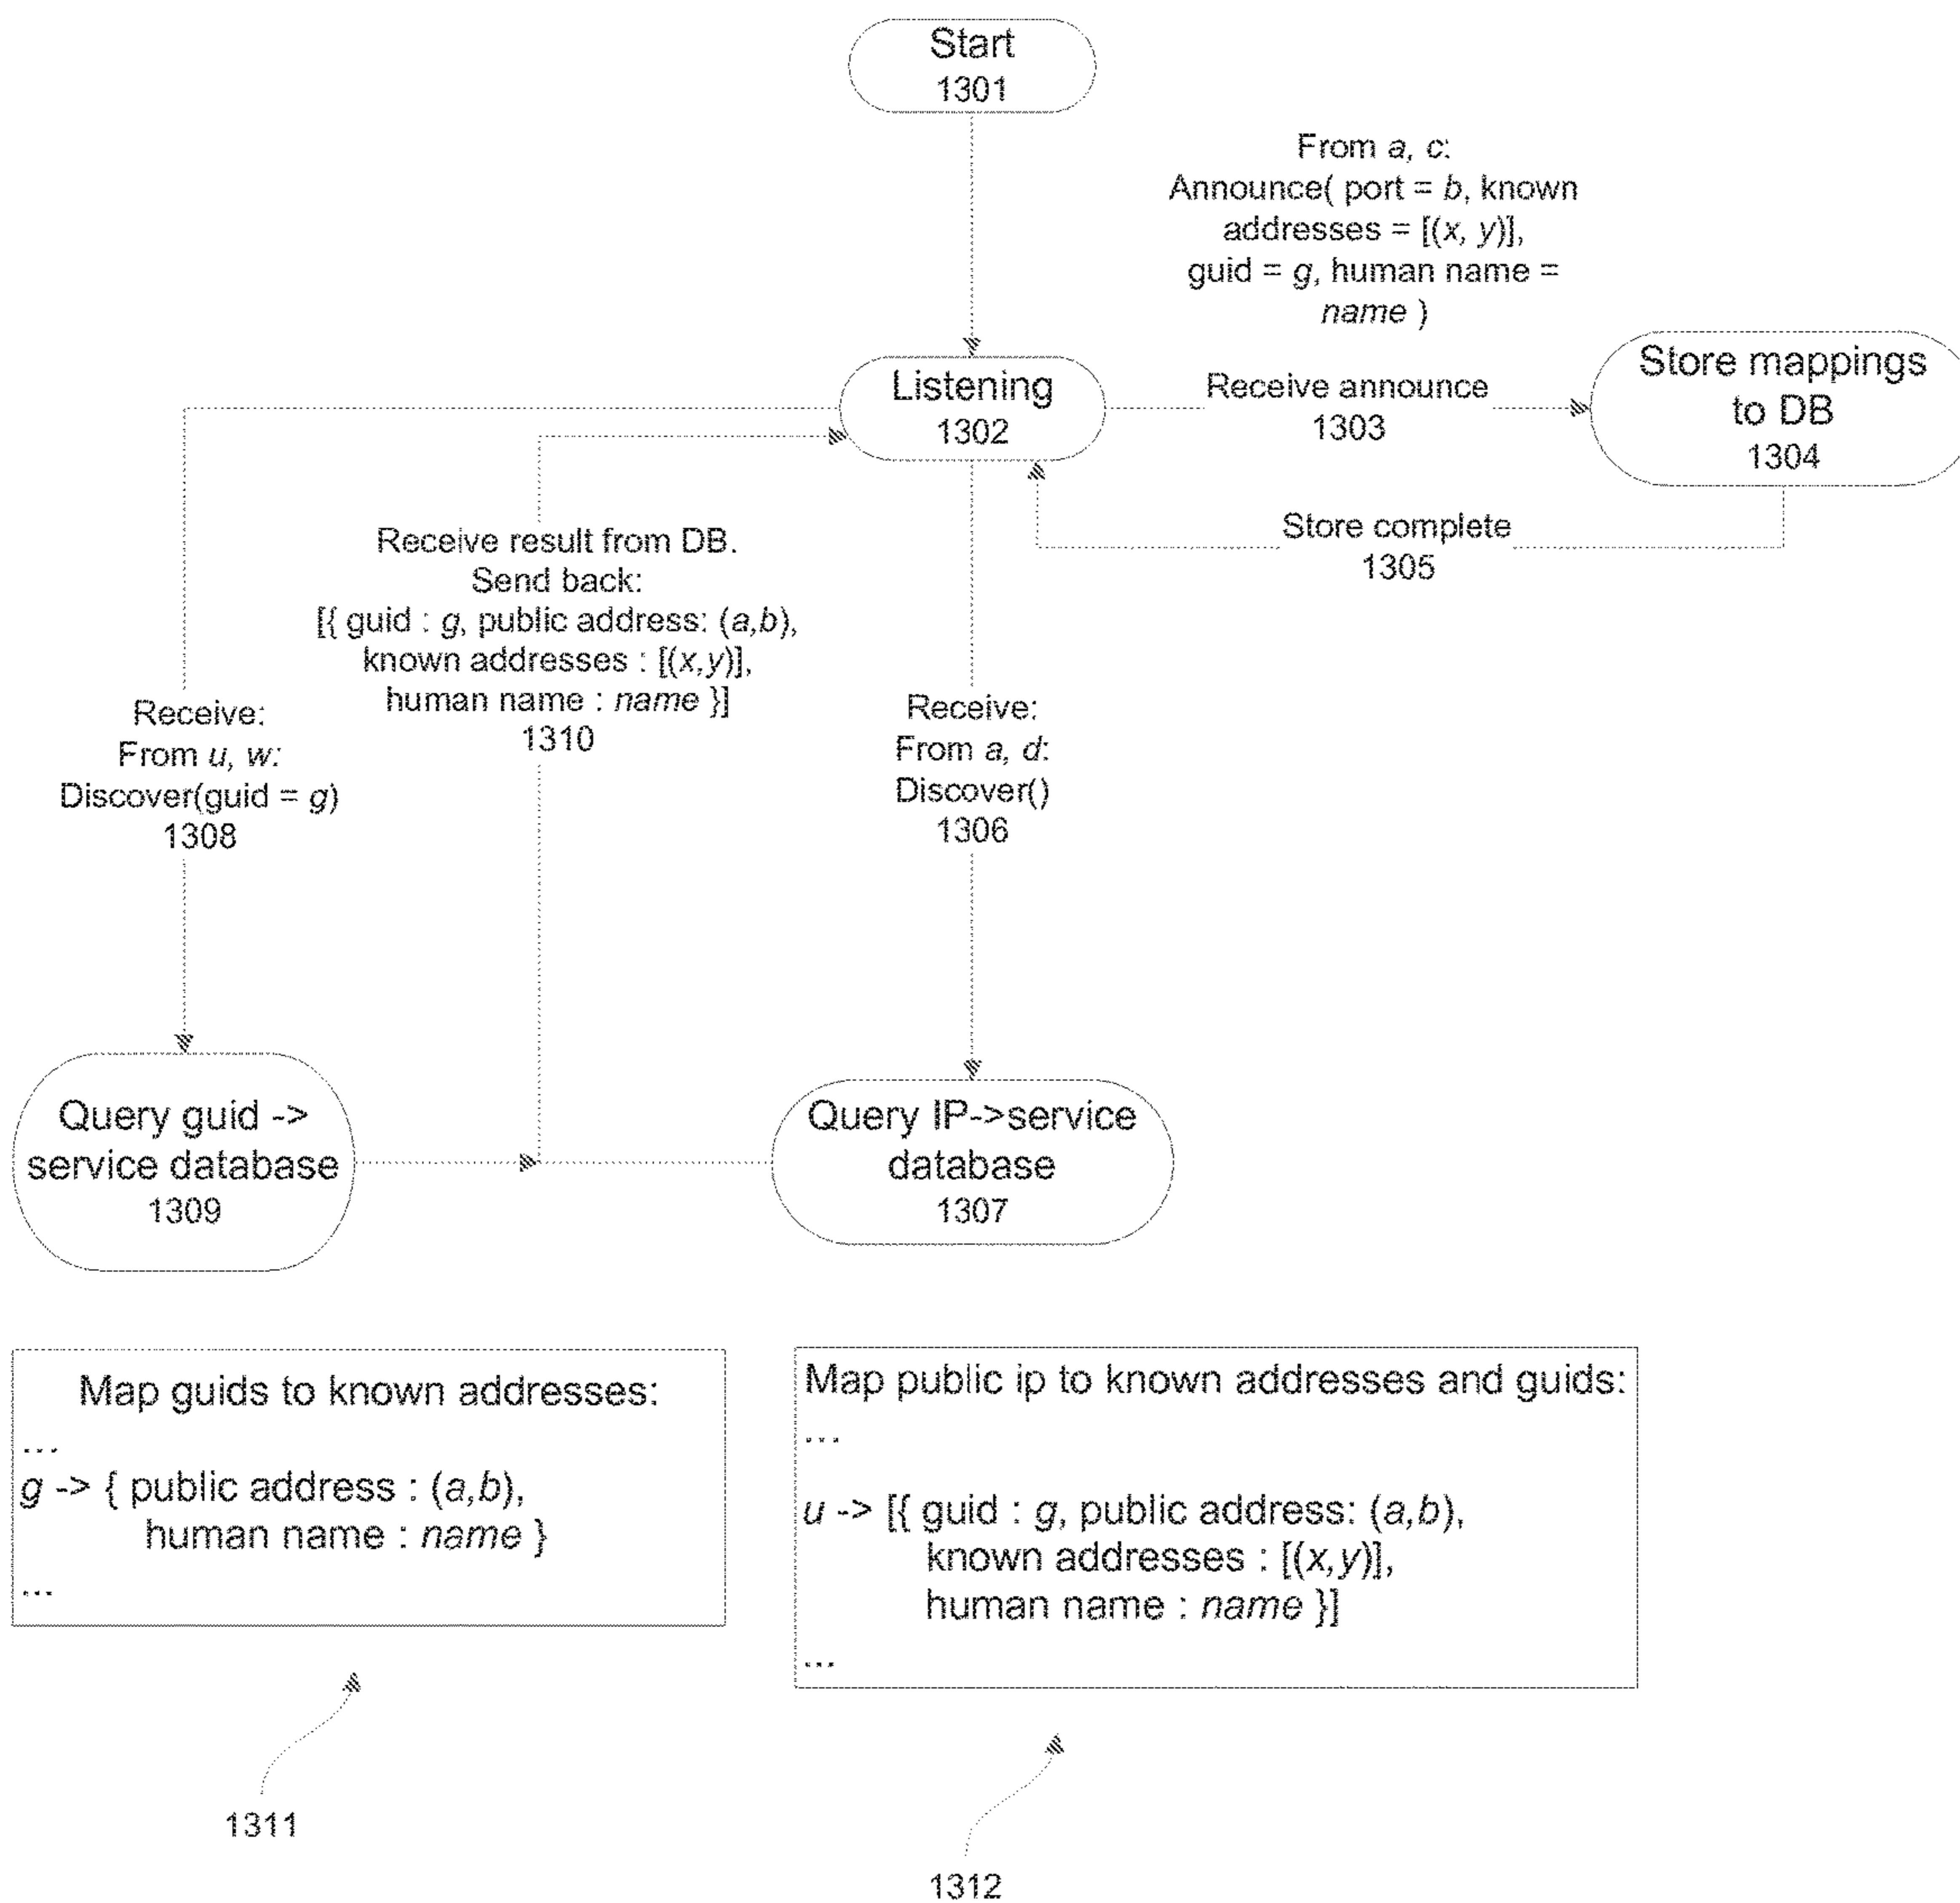 Start
1301
From a, c:
Announce( port = b, known
addresses = [(x, y)],
guid = g, human name =
name )
Listening
1302
Receive announce
1303
Store mappings
to DB
1304
Store complete
1305
Receive result from DB.
Send back:
[{ guid : g, public address: (a,b),
known addresses : [(x,y)],
human name : name }]
1310
Receive:
From u, w:
Discover(guid = g)
1308
Receive:
From a, d:
Discover()
1306
Query guid ->
service database
1309
Query IP->service
database
1307
Map guids to known addresses:
...
g -> { public address : (a,b),
human name : name }
...
Map public ip to known addresses and guids:
...
u -> [{ guid : g, public address: (a,b),
known addresses : [(x,y)],
human name : name }]
...
1311
1312